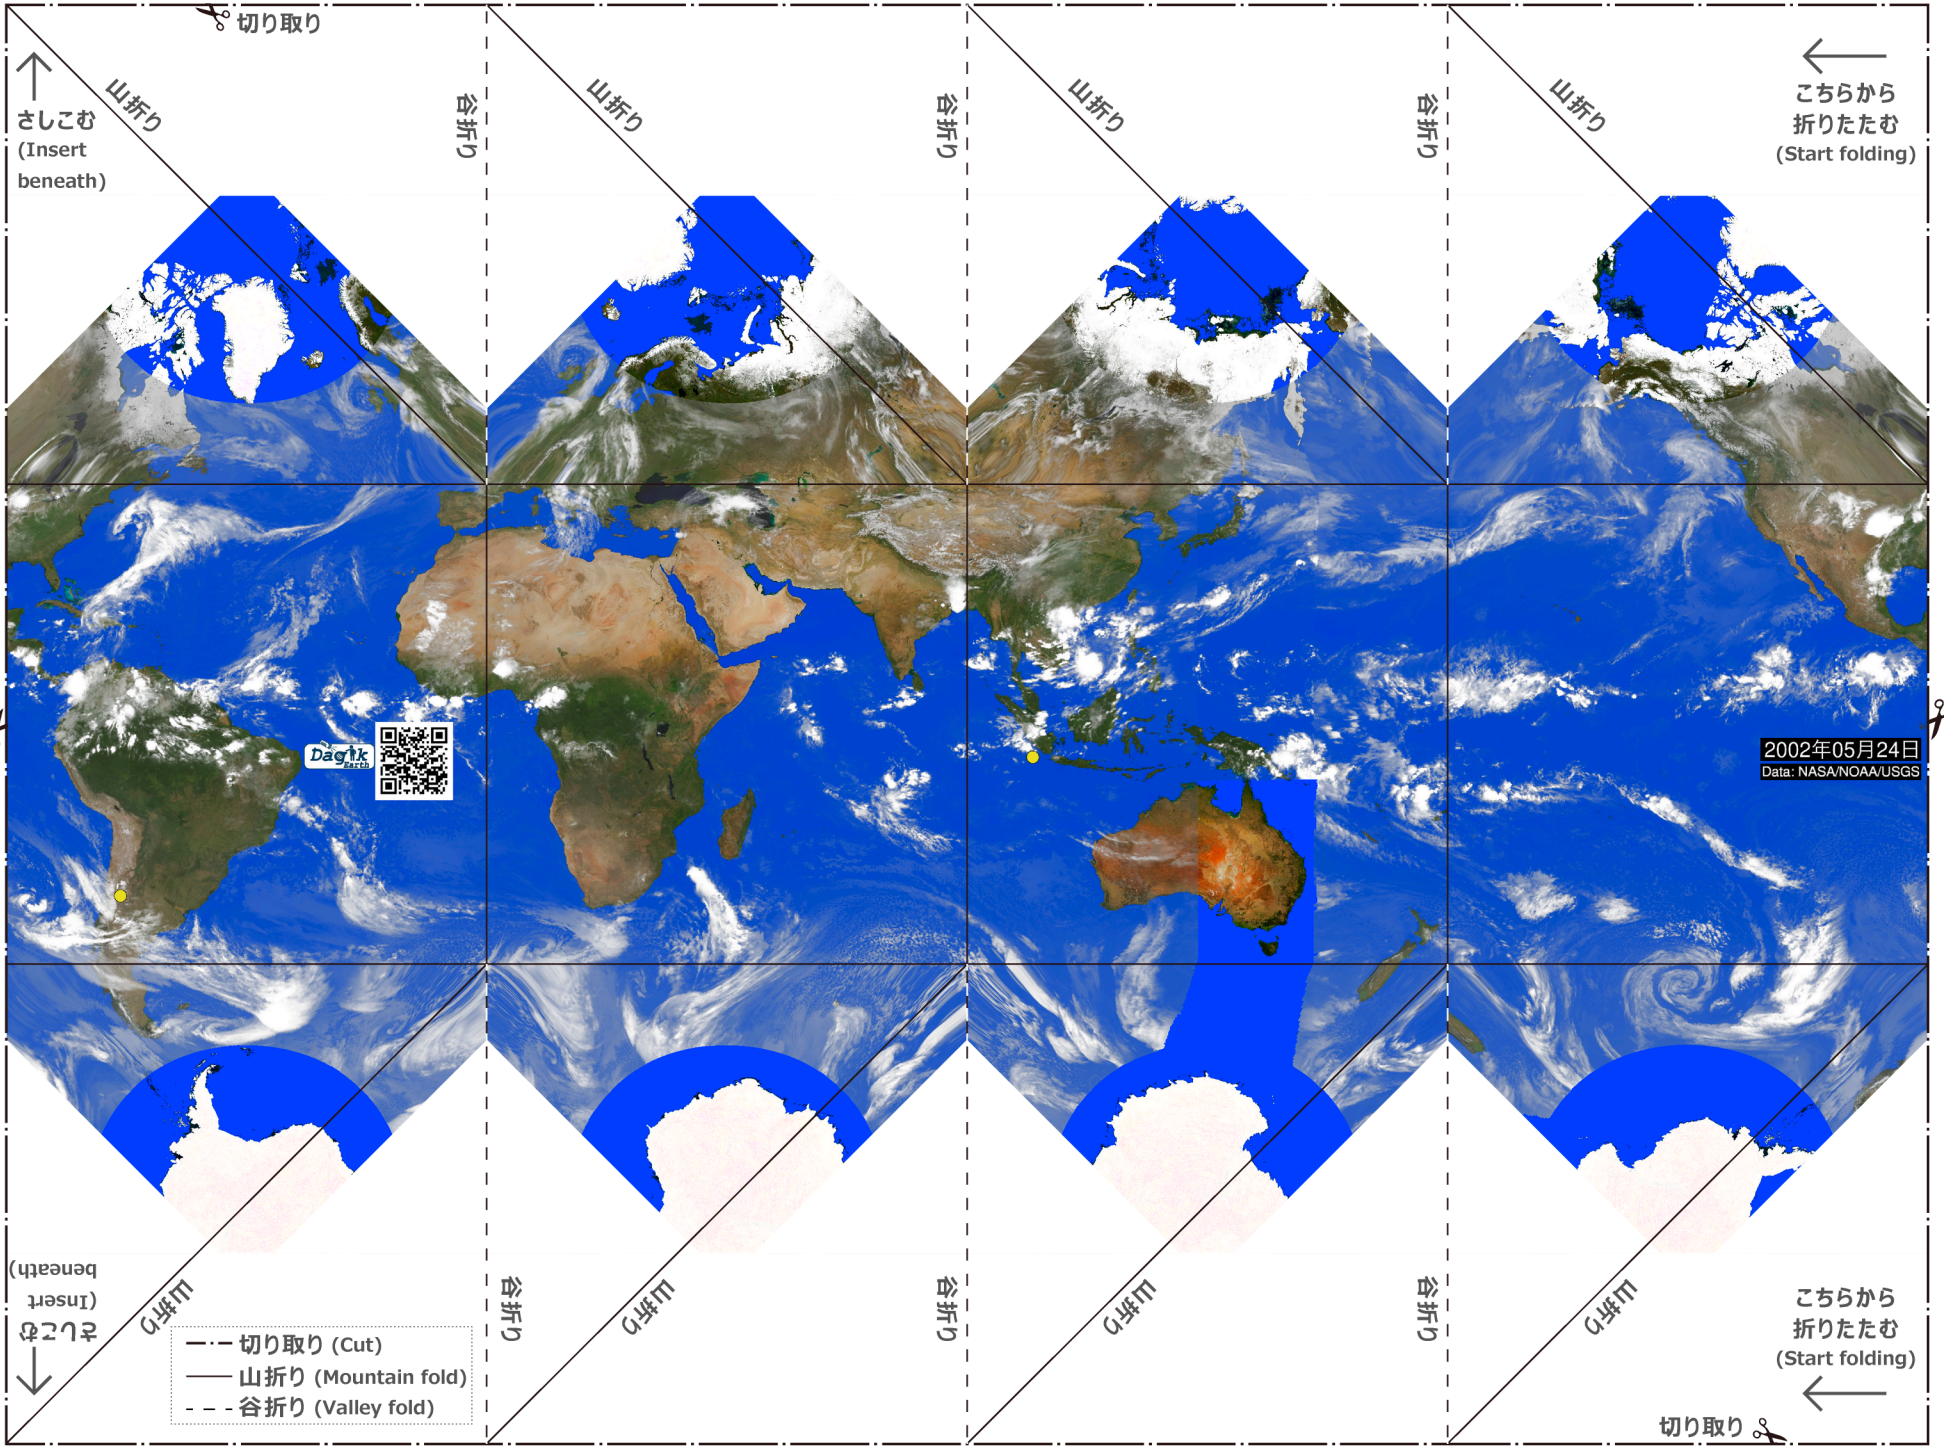 切り取り
山折り
谷折り
山折り
谷折り
山折り
谷折り
山折り
さしこむ
(Insert
beneath)
こちらから
折りたたむ
(Start folding)
Dagik
Earth
2002年05月24日
Data: NASA/NOAA/USGS
さしこむ
(Insert
beneath)
山折り
谷折り
山折り
谷折り
山折り
谷折り
山折り
こちらから
折りたたむ
(Start folding)
切り取り (Cut)
山折り (Mountain fold)
谷折り (Valley fold)
切り取り